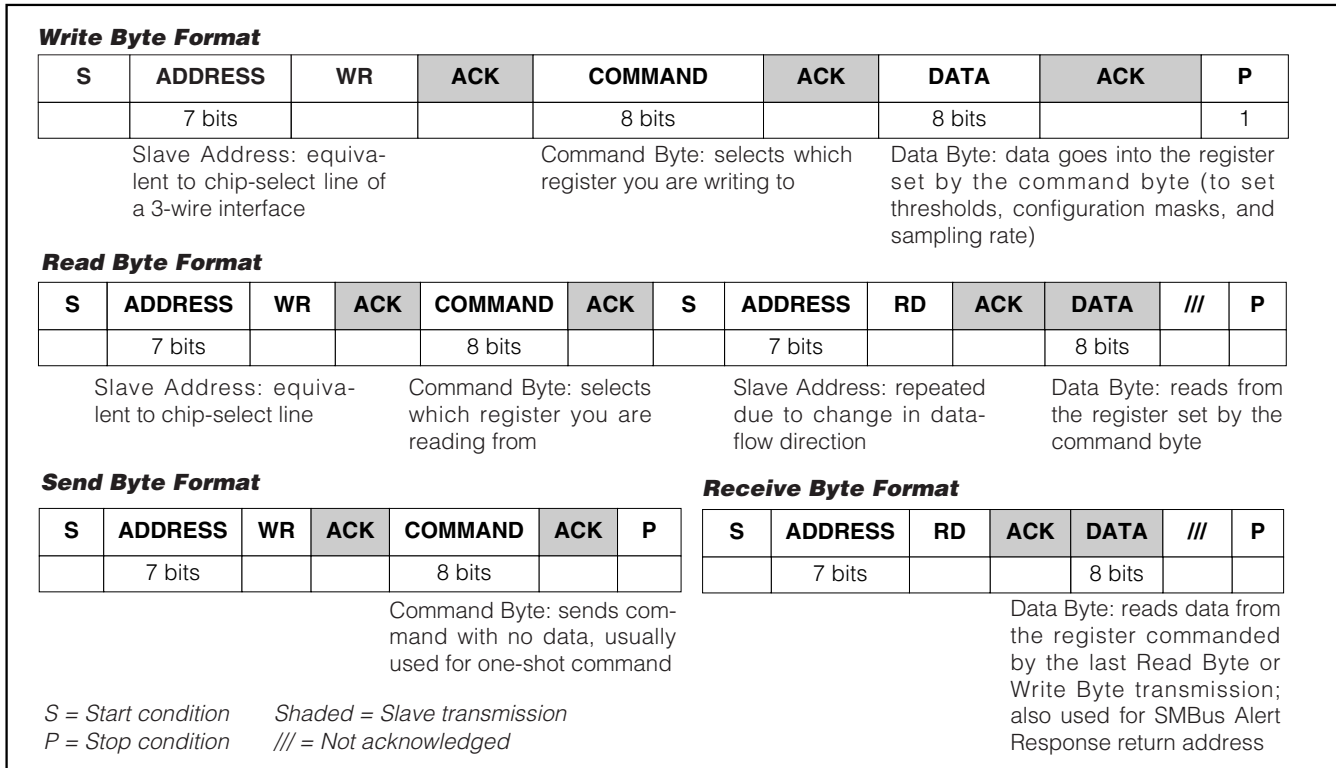 Write Byte Format
S ADDRESS WR ACK COMMAND ACK DATA ACK P
7 bits 8 bits 8 bits 1
Slave Address: equiva-
lent to chip-select line of
a 3-wire interface
Command Byte: selects which
register you are writing to
Data Byte: data goes into the register
set by the command byte (to set
thresholds, configuration masks, and
sampling rate)
Read Byte Format
S ADDRESS WR ACK COMMAND ACK S ADDRESS RD ACK DATA /// P
7 bits 8 bits 7 bits 8 bits
Slave Address: equiva-
lent to chip-select line
Command Byte: selects
which register you are
reading from
Slave Address: repeated
due to change in data-
flow direction
Data Byte: reads from
the register set by the
command byte
Send Byte Format
S ADDRESS WR ACK COMMAND ACK P
7 bits 8 bits
Command Byte: sends com-
mand with no data, usually
used for one-shot command
Receive Byte Format
S ADDRESS RD ACK DATA /// P
7 bits 8 bits
Data Byte: reads data from
the register commanded
by the last Read Byte or
Write Byte transmission;
also used for SMBus Alert
Response return address
S = Start condition Shaded = Slave transmission
P = Stop condition /// = Not acknowledged